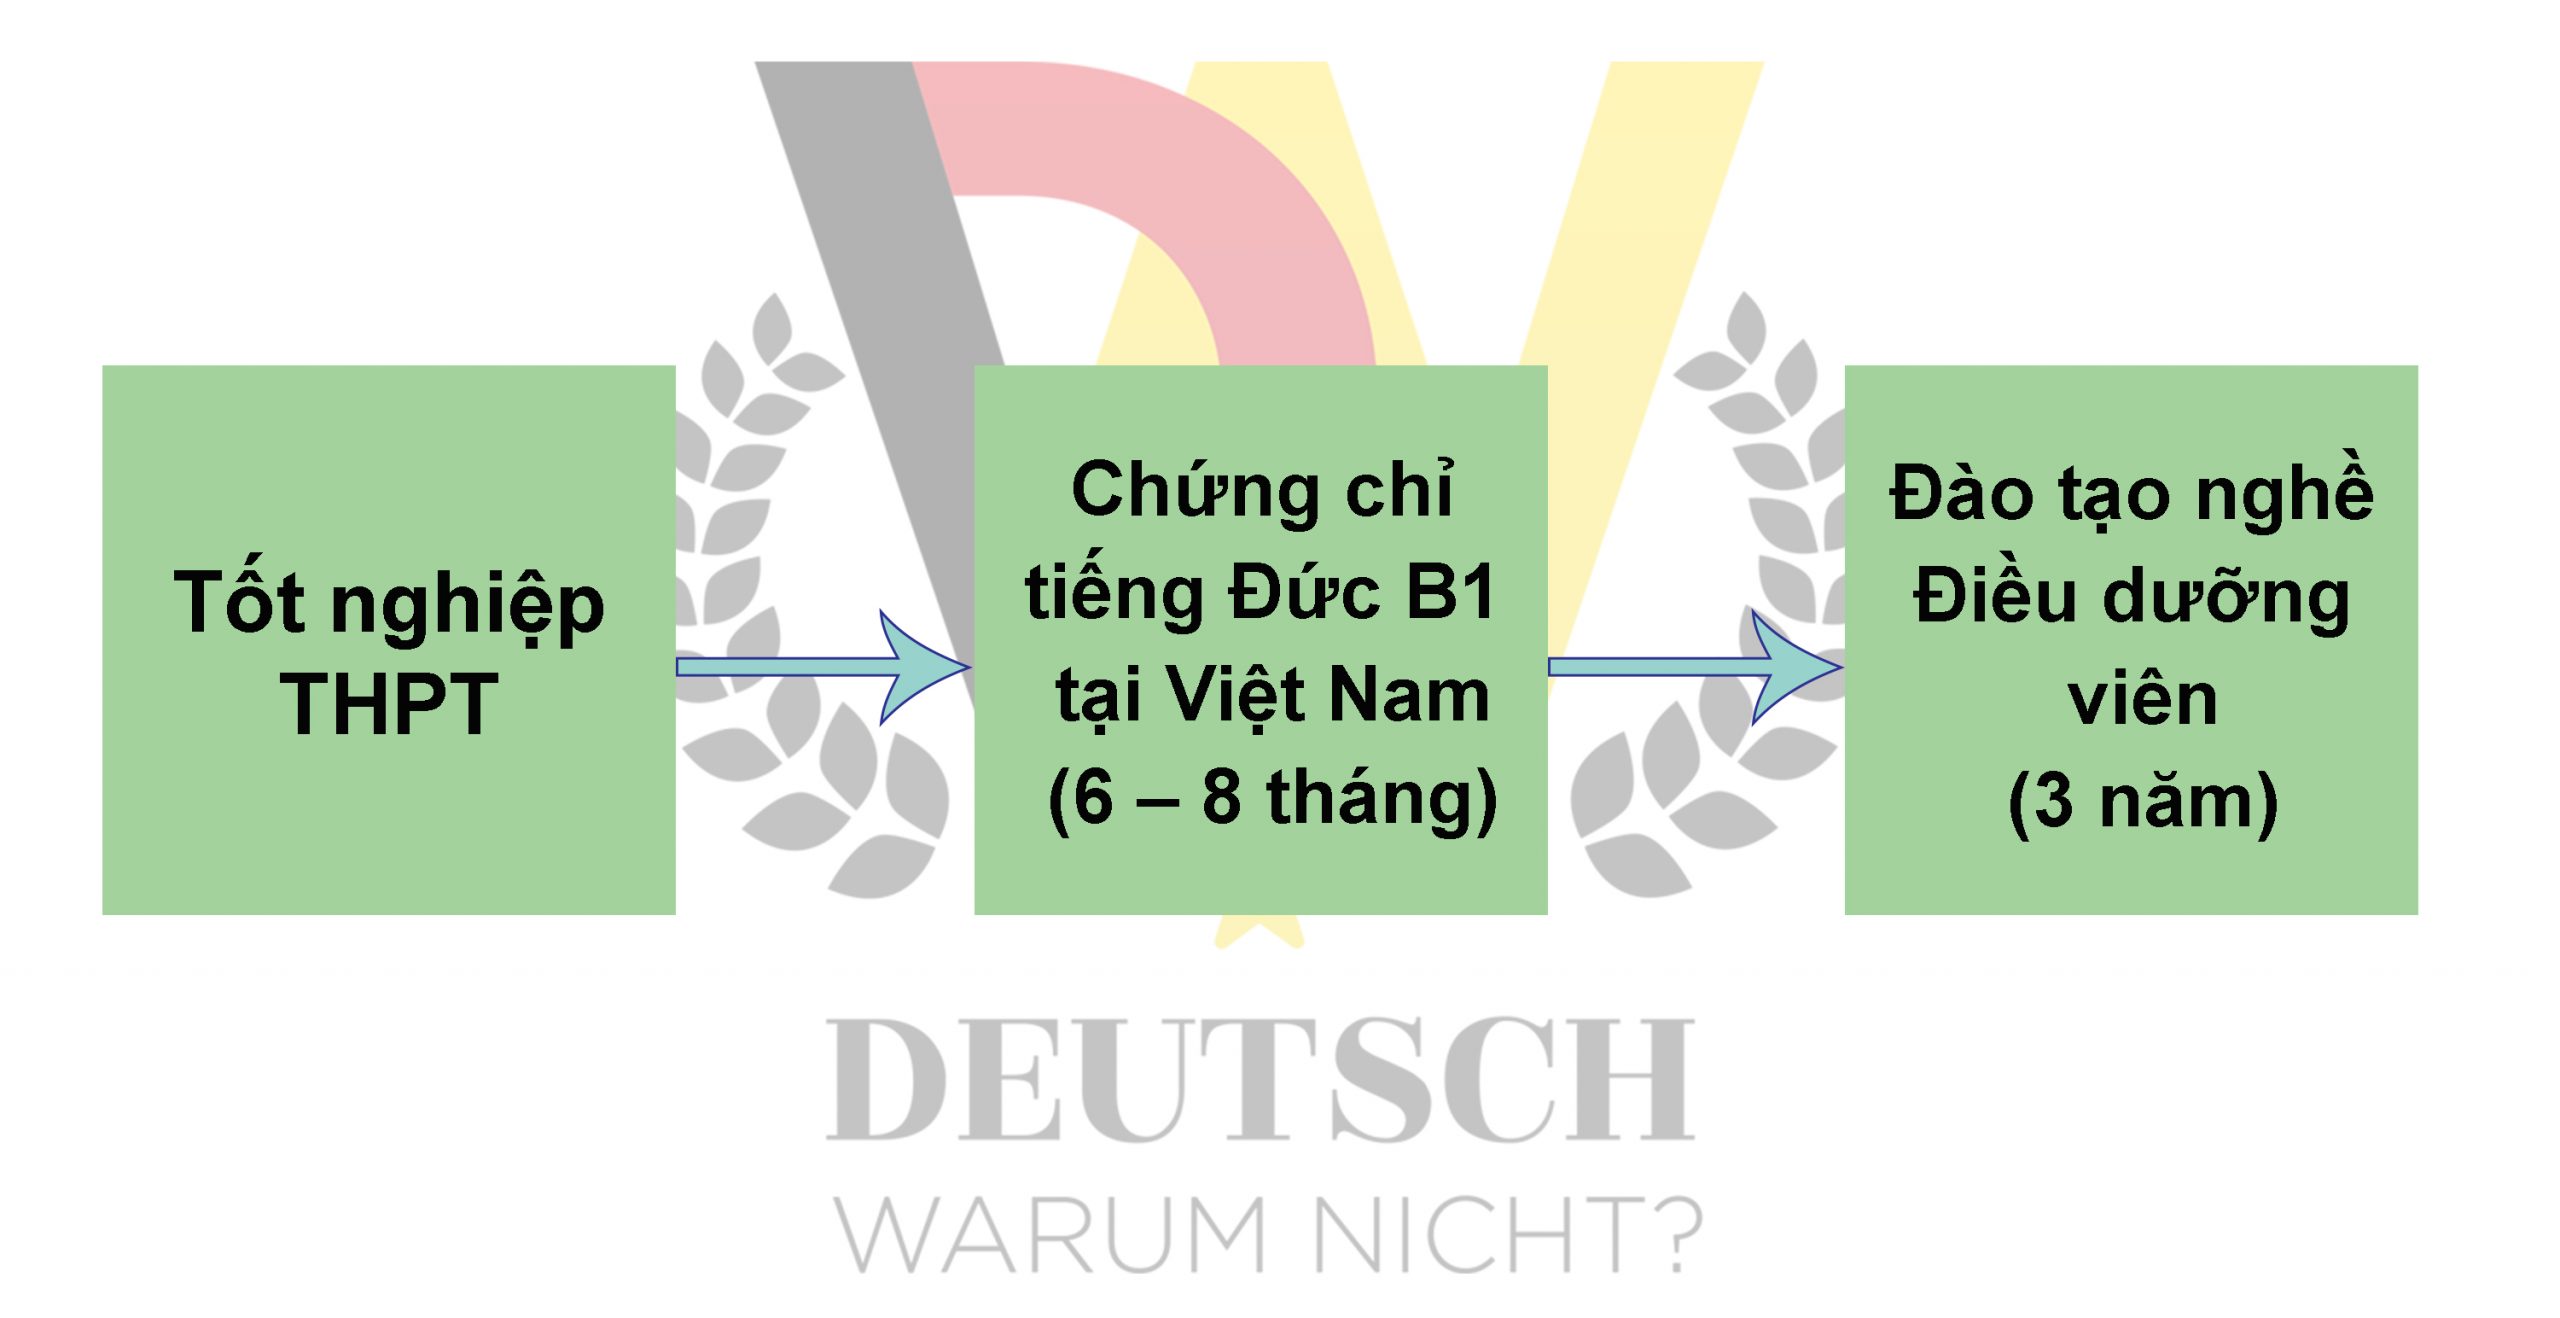 Tốt nghiệp
THPT
Chứng chỉ
tiếng Đức B1
tại Việt Nam
(6 – 8 tháng)
Đào tạo nghề
Điều dưỡng
viên
(3 năm)
DEUTSCH
WARUM NICHT?